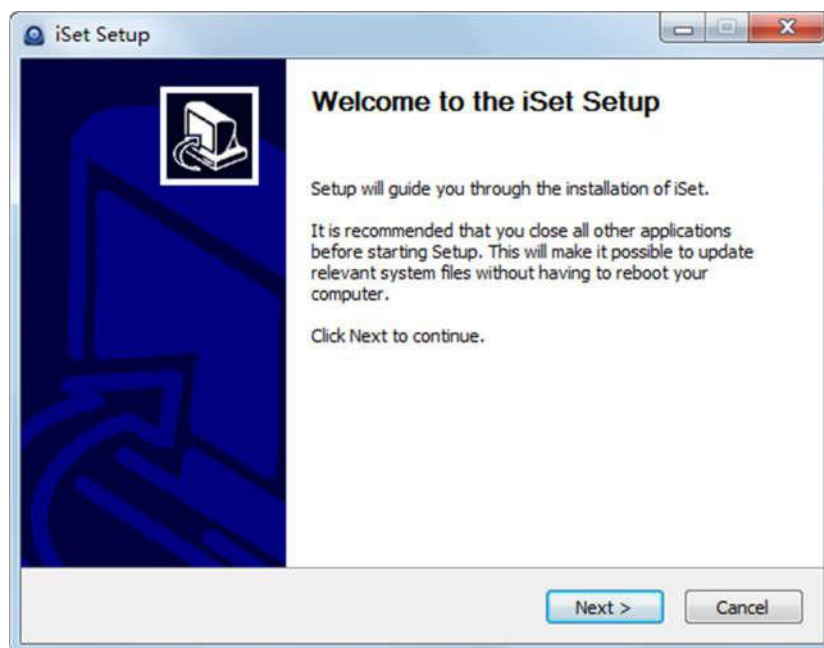 iSet Setup
Welcome to the iSet Setup
Setup will guide you through the installation of iSet.
It is recommended that you close all other applications
before starting Setup. This will make it possible to update
relevant system files without having to reboot your
computer.
Click Next to continue.
Next >
Cancel